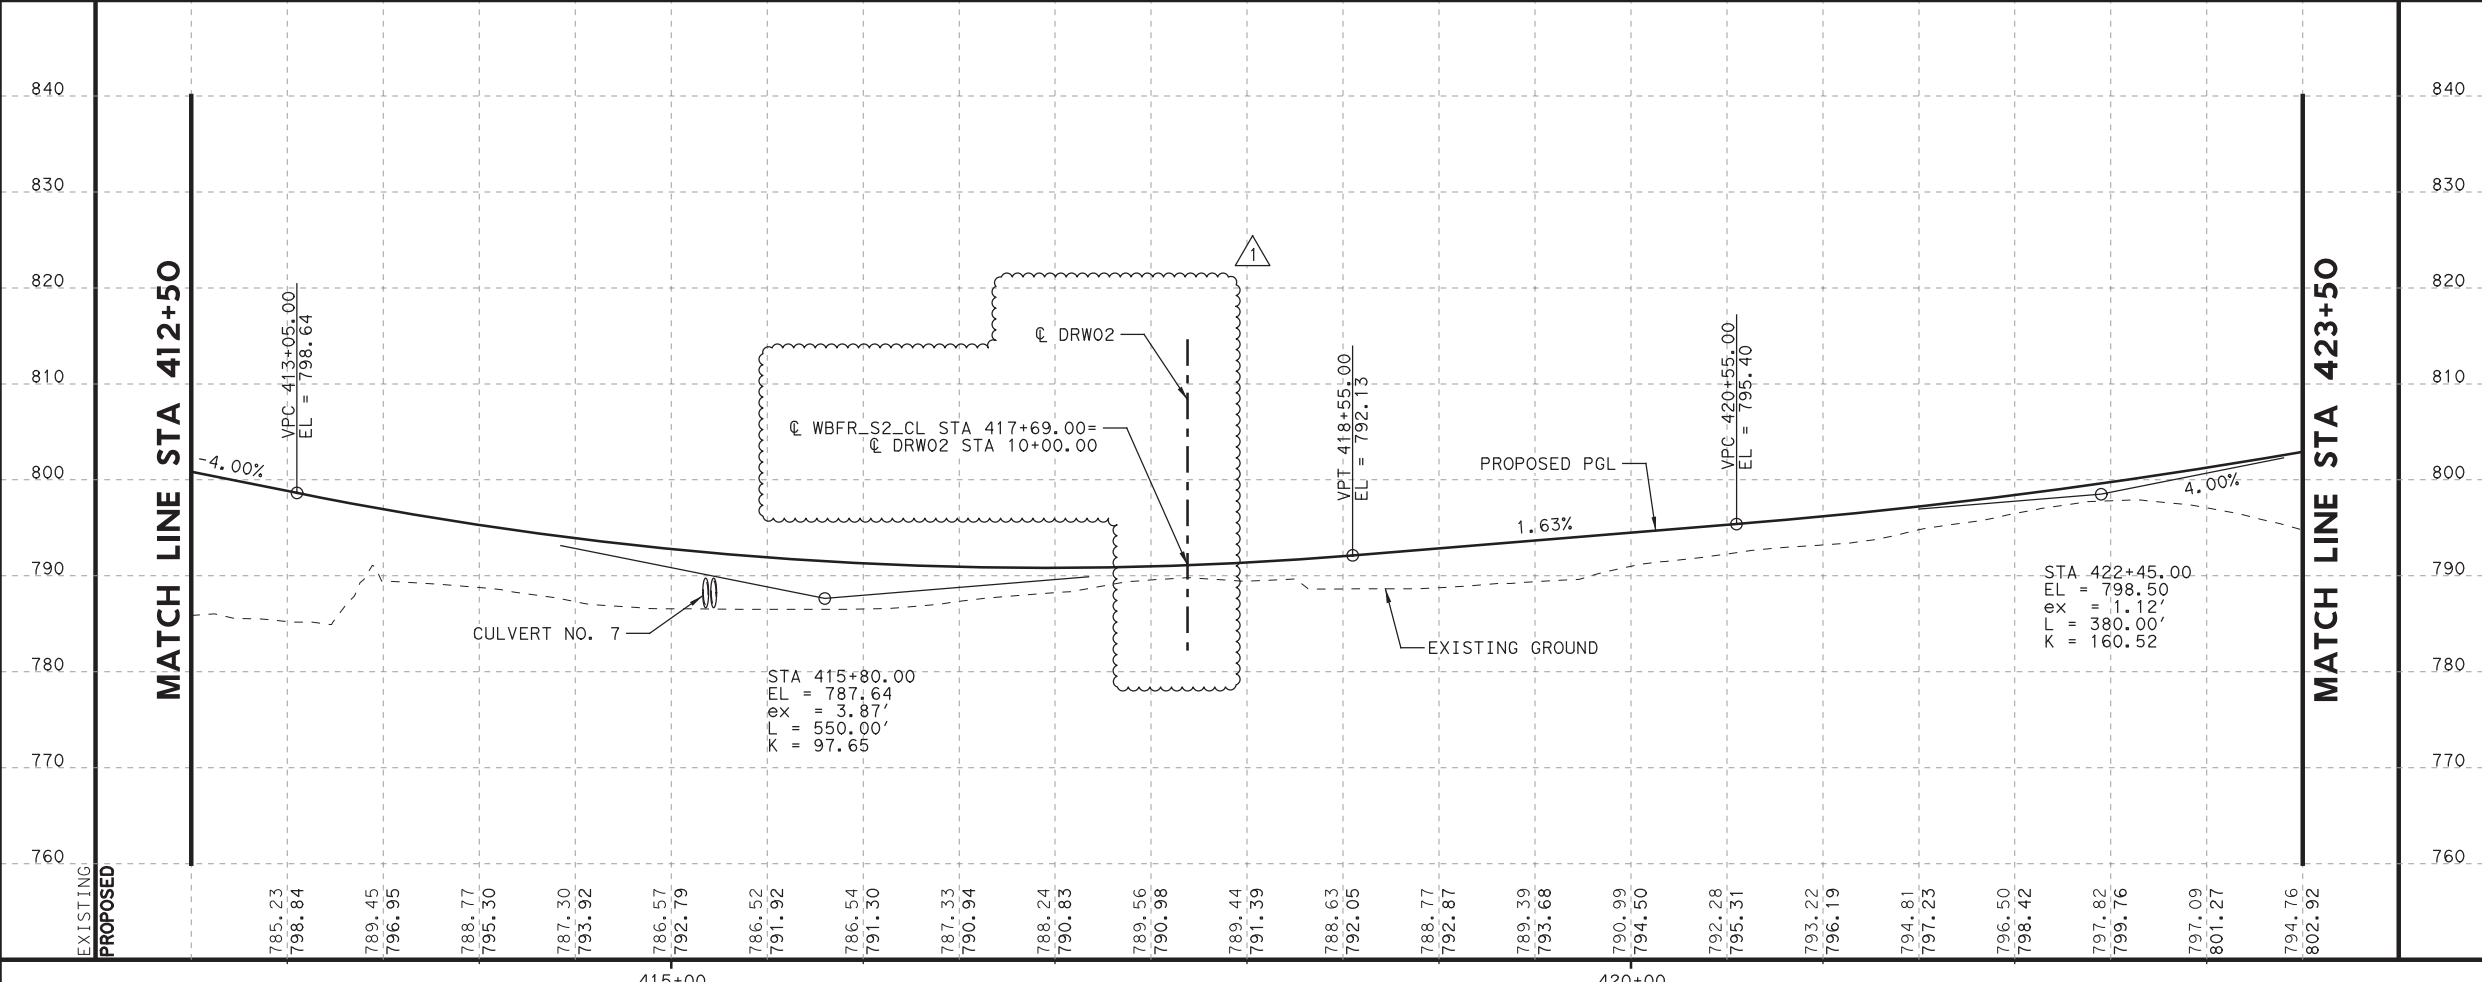 840
840
830
830
820
820
810
810
800
800
790
790
780
780
770
770
760
760
MATCH LINE STA 412+50
-4.00%
VPC 413+05.00
EL = 798.64
CULVERT NO. 7
STA 415+80.00
EL = 787.64
ex = 3.87'
L = 550.00'
K = 97.65
1
℄ DRW02
℄ WBFR_S2_CL STA 417+69.00=
℄ DRW02 STA 10+00.00
VPT 418+55.00
EL = 792.13
EXISTING GROUND
1.63%
PROPOSED PGL
VPC 420+55.00
EL = 795.40
STA 422+45.00
EL = 798.50
ex = 1.12'
L = 380.00'
K = 160.52
4.00%
MATCH LINE STA 423+50
EXISTING
PROPOSED
785.23
798.84
789.45
796.95
788.77
795.30
787.30
793.92
786.57
792.79
786.52
791.92
786.54
791.30
787.33
790.94
788.24
790.83
789.56
790.98
789.44
791.39
788.63
792.05
788.77
792.87
789.39
793.68
790.99
794.50
792.28
795.31
793.22
796.19
794.81
797.23
796.50
798.42
797.82
799.76
797.09
801.27
794.76
802.92
415+00
420+00